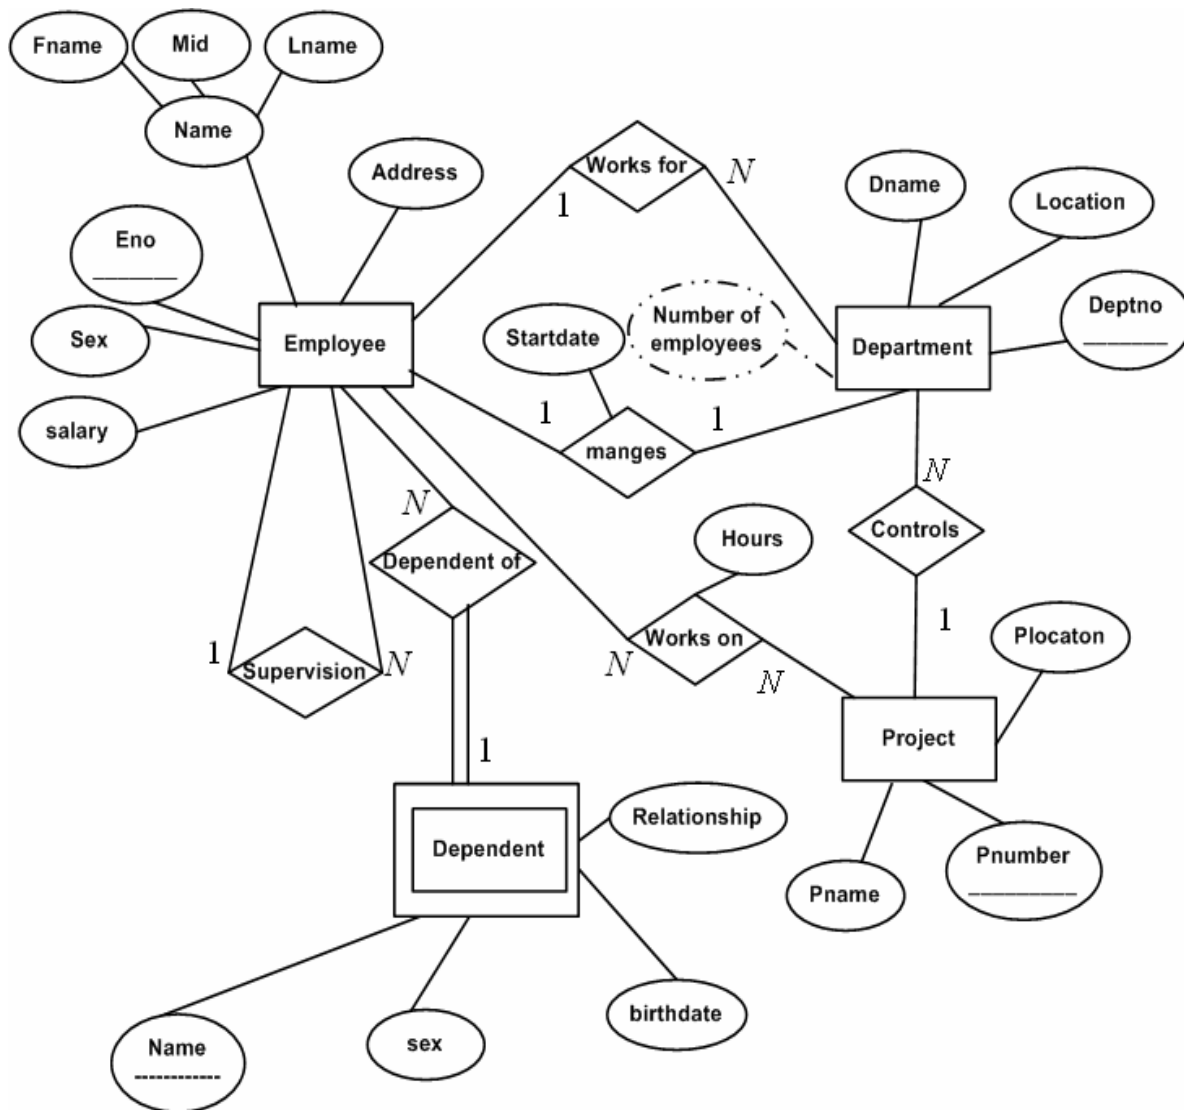 Fname
Mid
Lname
Name
Address
Eno
Sex
salary
Employee
Works for
1
N
Dname
Location
Deptno
Department
Number of
employees
Startdate
1
manges
1
N
Controls
1
N
Dependent of
1
Hours
Works on
N
N
1
Supervision
N
Plocaton
Project
Pname
Pnumber
Dependent
Relationship
Name
sex
birthdate